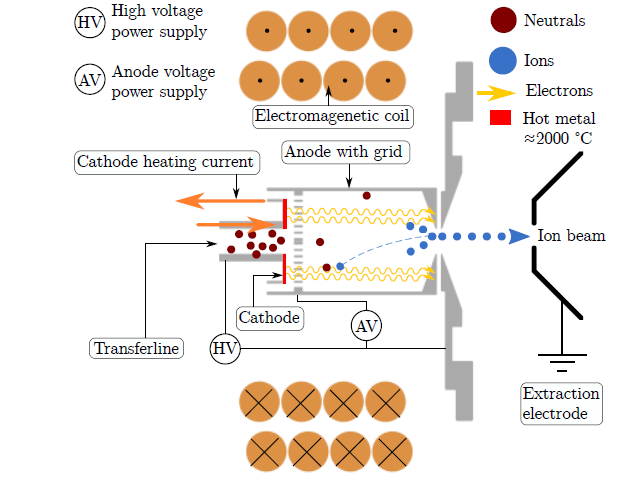 HV
High voltage
power supply
AV
Anode voltage
power supply
Neutrals
Ions
Electrons
Hot metal
≈2000 °C
Electromagenetic coil
Cathode heating current
Anode with grid
Ion beam
Cathode
AV
Transferline
HV
Extraction
electrode